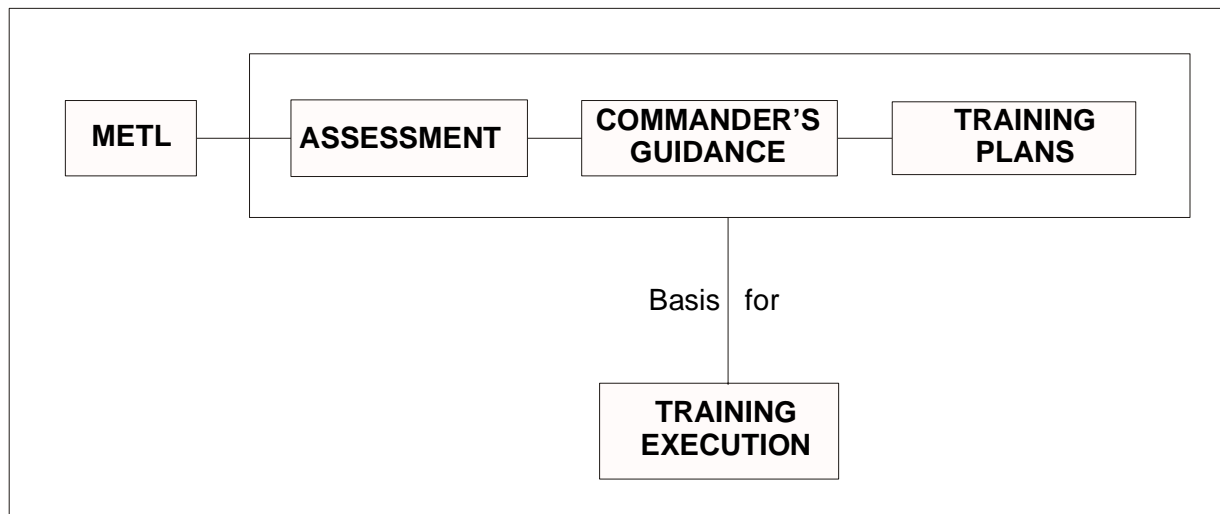 METL
ASSESSMENT
COMMANDER'S
GUIDANCE
TRAINING
PLANS
Basis for
TRAINING
EXECUTION